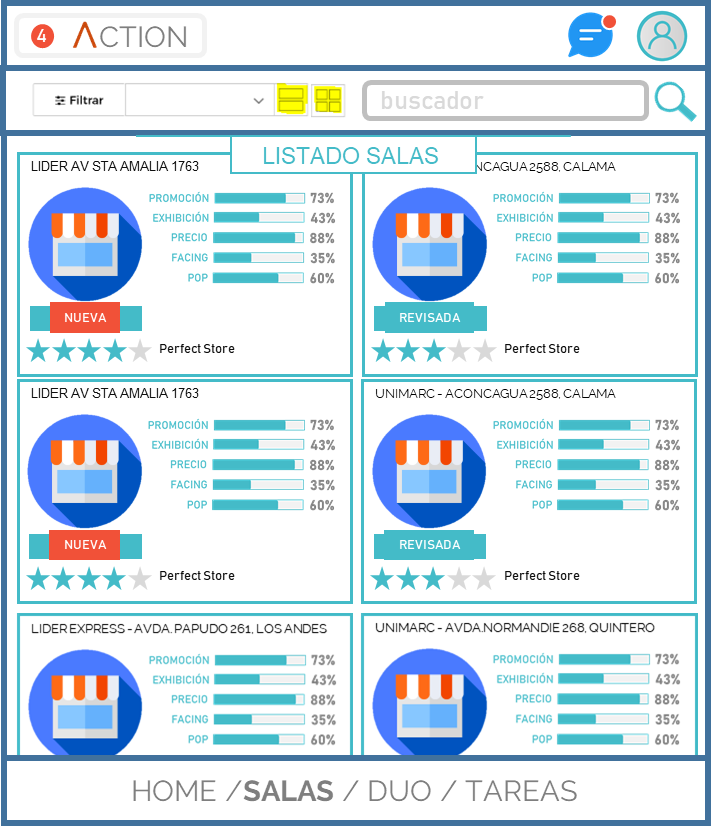 4 ACTION
Filtrar
buscador
LISTADO SALAS
LIDER AV STA AMALIA 1763
PROMOCIÓN 73%
EXHIBICIÓN 43%
PRECIO 88%
FACING 35%
POP 60%
NUEVA
Perfect Store
ONCAGUA 2588, CALAMA
PROMOCIÓN 73%
EXHIBICIÓN 43%
PRECIO 88%
FACING 35%
POP 60%
REVISADA
Perfect Store
LIDER AV STA AMALIA 1763
PROMOCIÓN 73%
EXHIBICIÓN 43%
PRECIO 88%
FACING 35%
POP 60%
NUEVA
Perfect Store
UNIMARC - ACONCAGUA 2588, CALAMA
PROMOCIÓN 73%
EXHIBICIÓN 43%
PRECIO 88%
FACING 35%
POP 60%
REVISADA
Perfect Store
LIDER EXPRESS - AVDA. PAPUDO 261, LOS ANDES
PROMOCIÓN 73%
EXHIBICIÓN 43%
PRECIO 88%
FACING 35%
POP 60%
UNIMARC - AVDA.NORMANDIE 268, QUINTERO
PROMOCIÓN 73%
EXHIBICIÓN 43%
PRECIO 88%
FACING 35%
POP 60%
HOME /SALAS / DUO / TAREAS